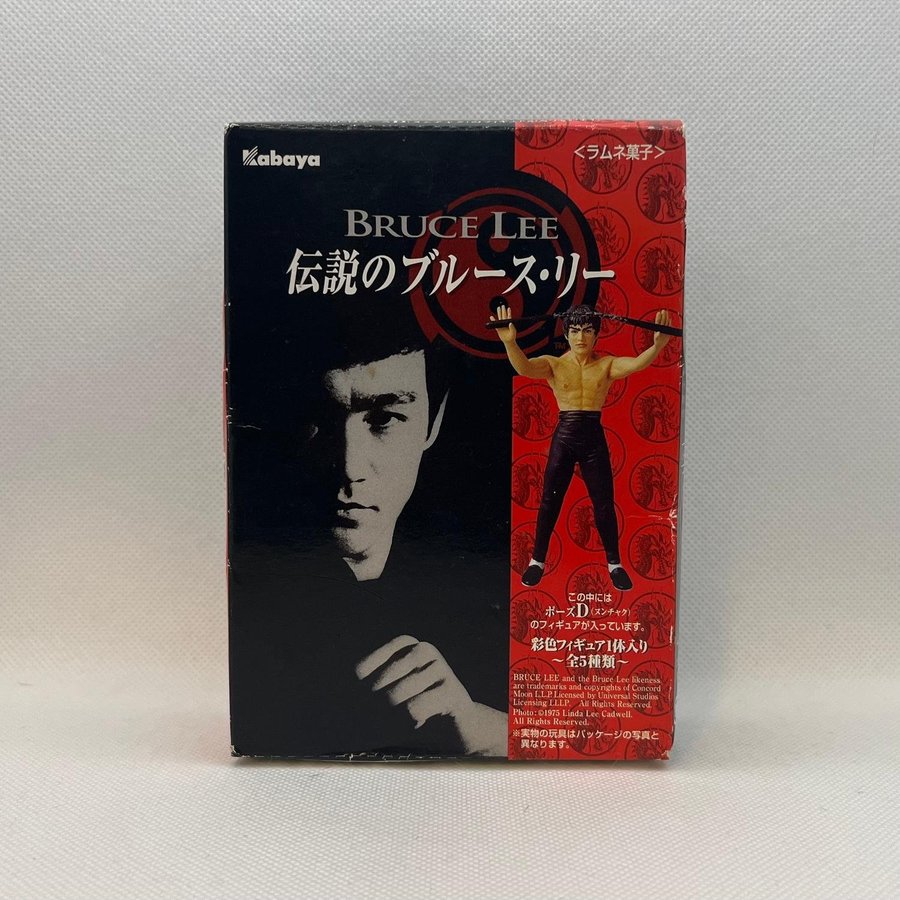 Kabaya
<ラムネ菓子>
BRUCE LEE
伝説のブルース・リー
TM
この中には
ポーズD(ヌンチャク)
のフィギュアが入っています。
彩色フィギュア1体入り
~全5種類~
BRUCE LEE and the Bruce Lee likeness
are trademarks and copyrights of Concord
Moon L.L.P. Licensed by Universal Studios
Licensing LLLP. All Rights Reserved.
Photo: ©1975 Linda Lee Cadwell.
All Rights Reserved.
※実物の玩具はパッケージの写真と
異なります。